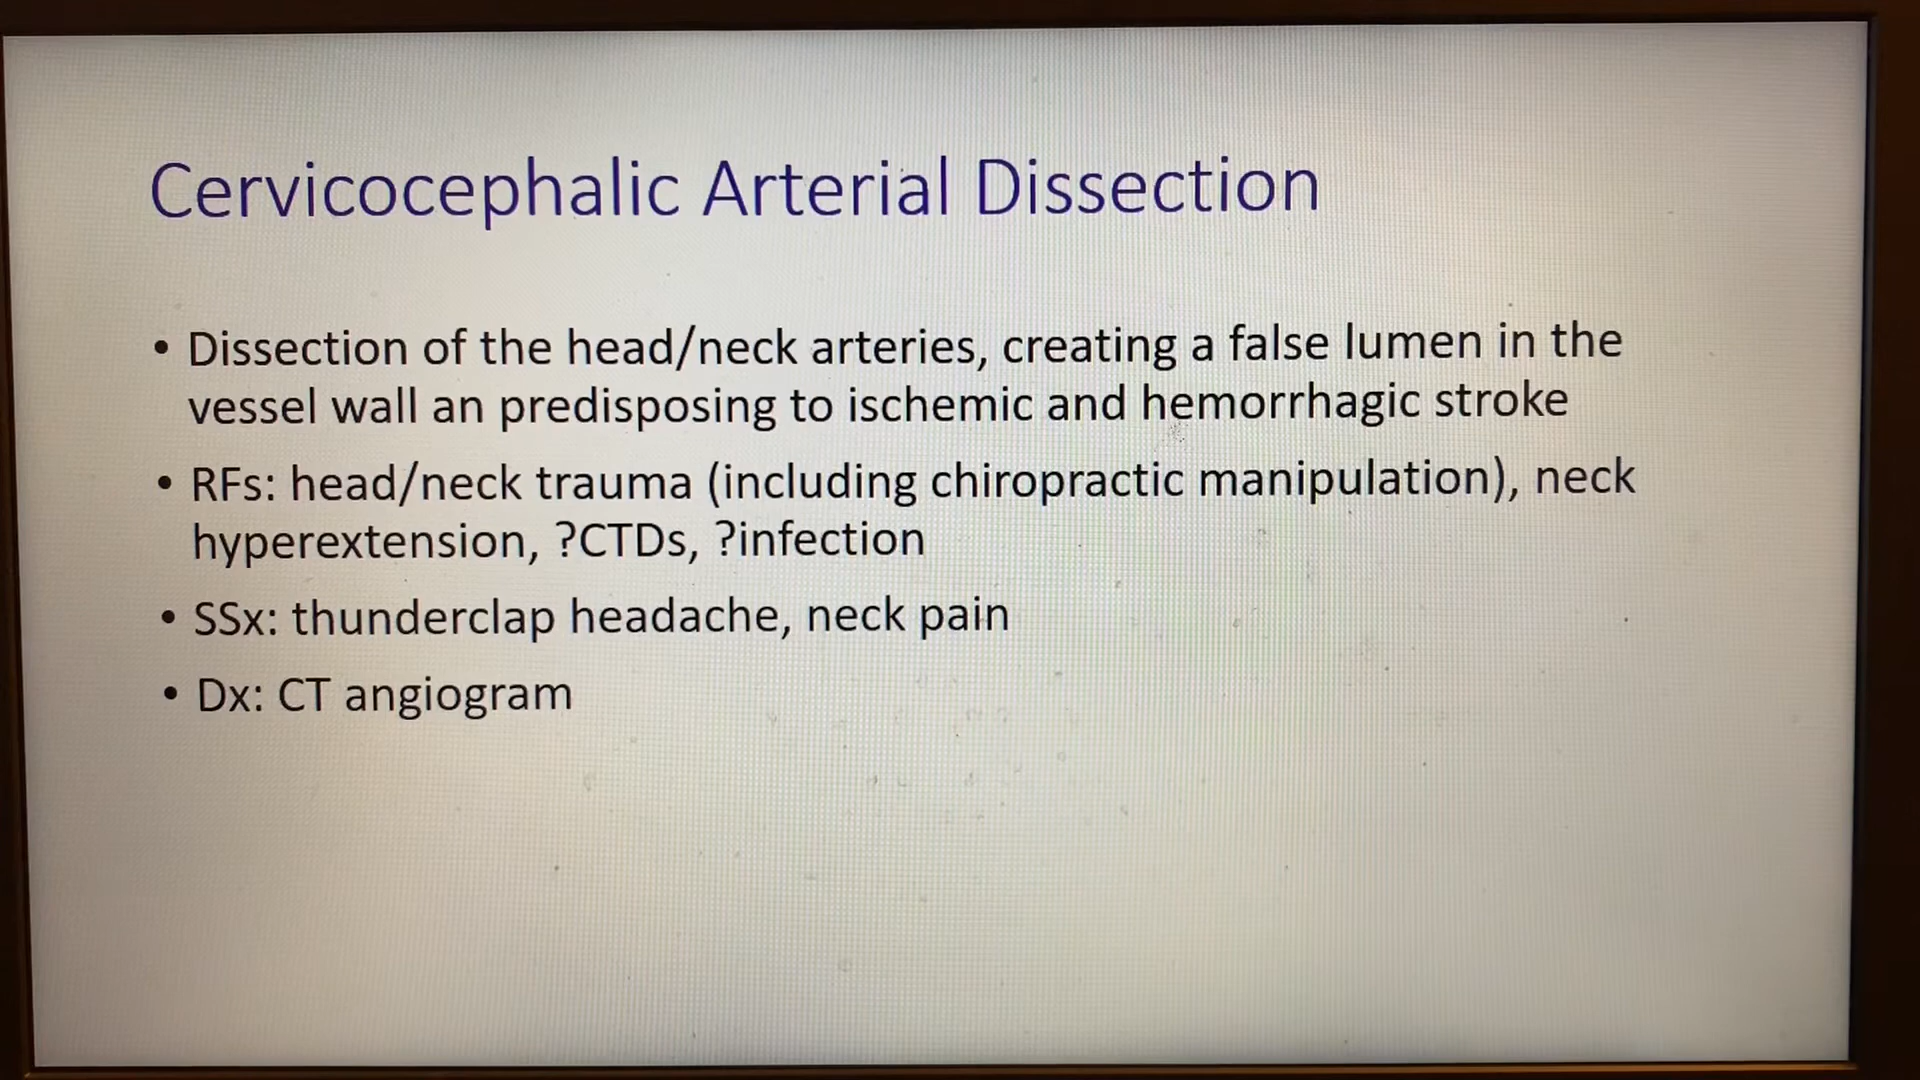 Cervicocephalic Arterial Dissection
• Dissection of the head/neck arteries, creating a false lumen in the
vessel wall an predisposing to ischemic and hemorrhagic stroke
• RFs: head/neck trauma (including chiropractic manipulation), neck
hyperextension, ?CTDs, ?infection
• SSx: thunderclap headache, neck pain
• Dx: CT angiogram